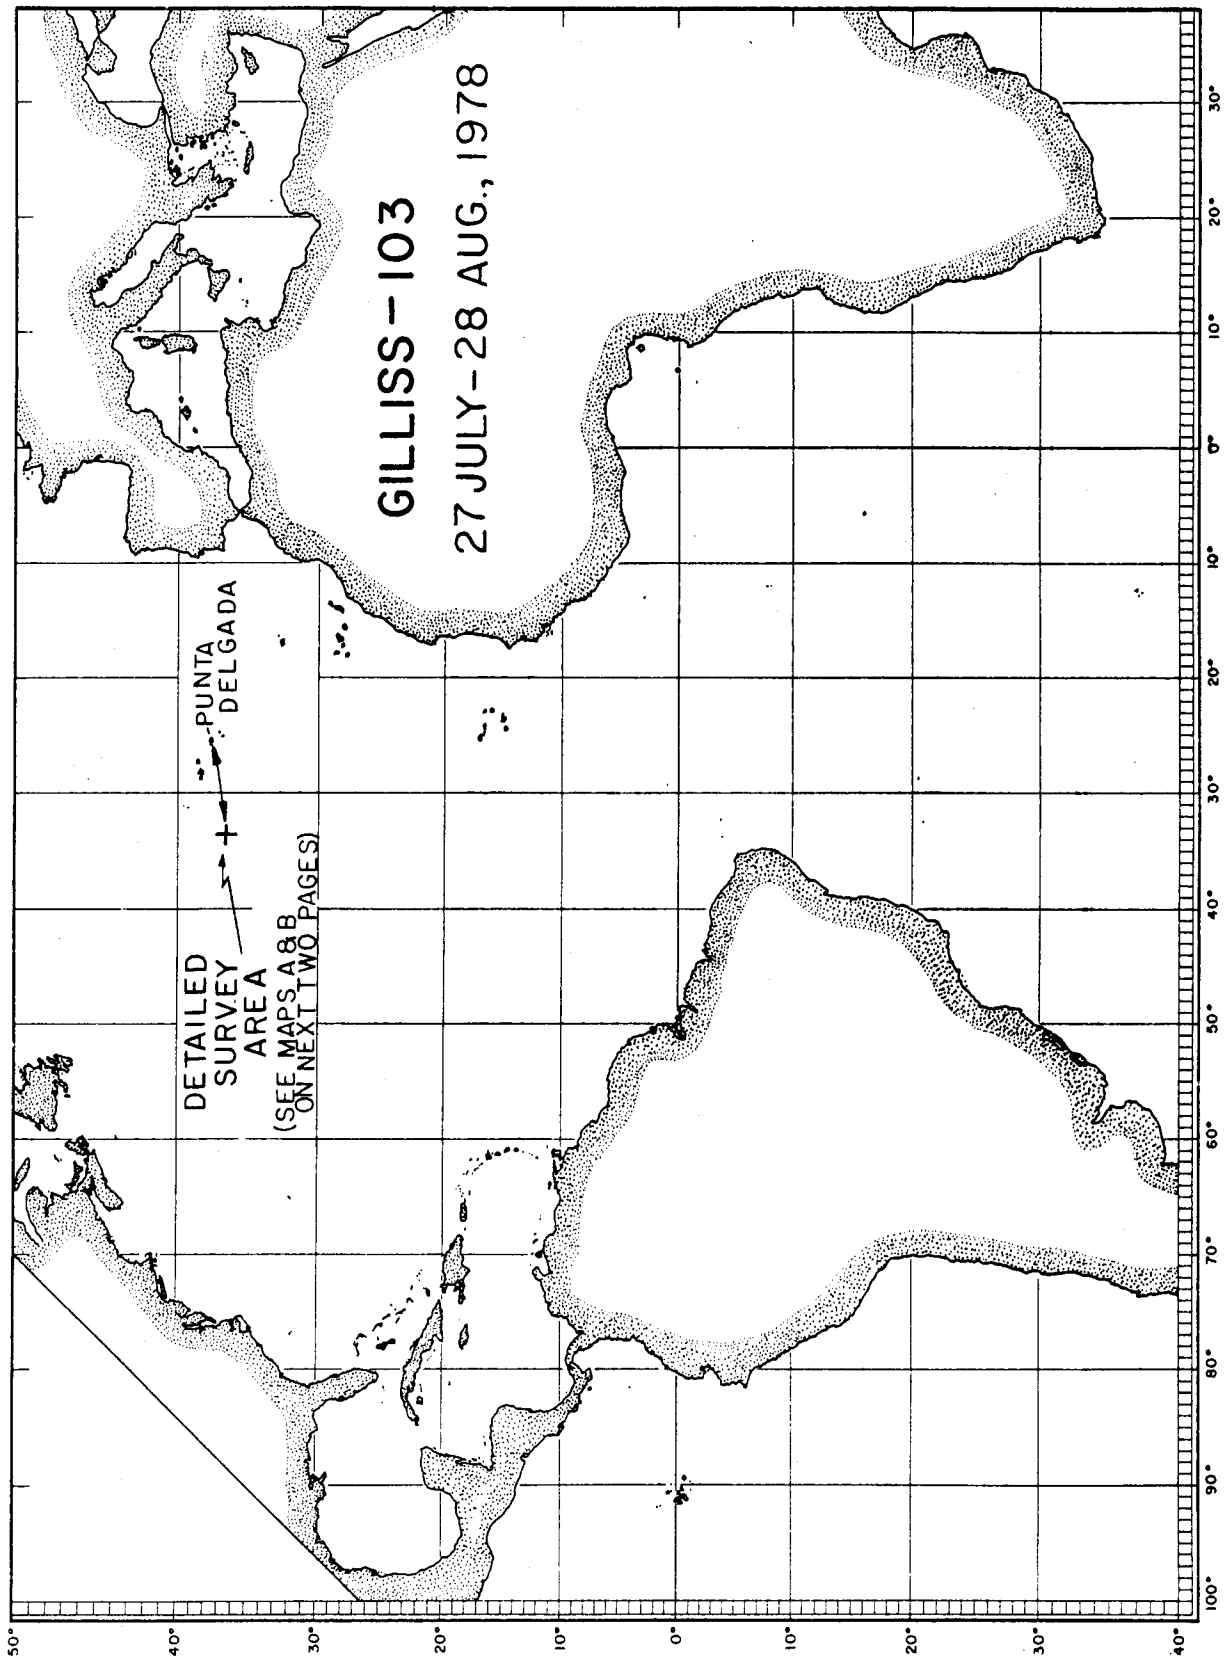 GILLISS-103
27 JULY-28 AUG., 1978
PUNTA
DELGADA
DETAILED
SURVEY
AREA
(SEE MAPS A&B
ON NEXT TWO PAGES)
50°
40°
30°
20°
10°
0°
10°
20°
30°
40°
100°
90°
80°
70°
60°
50°
40°
30°
20°
10°
0°
10°
20°
30°